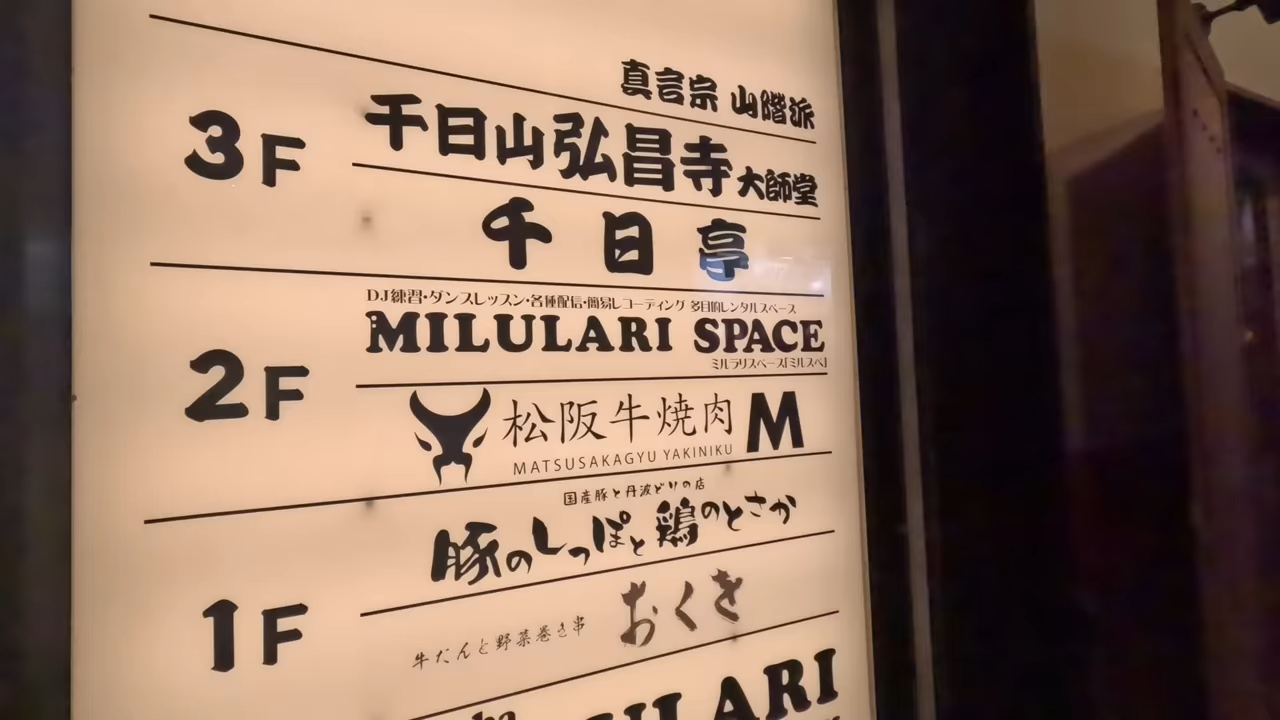 真言宗 山階派
3F
千日山弘昌寺 大師堂
千日亭
DJ練習・ダンスレッスン・各種配信・簡易レコーディング 多目的レンタルスペース
MILULARI SPACE
ミルラリスペース「ミルスペ」
2F
松阪牛焼肉 M
MATSUSAKAGYU YAKINIKU
国産豚と丹波どりの店
豚のしっぽと鶏のとさか
1F
牛たんと野菜巻き串 おくき